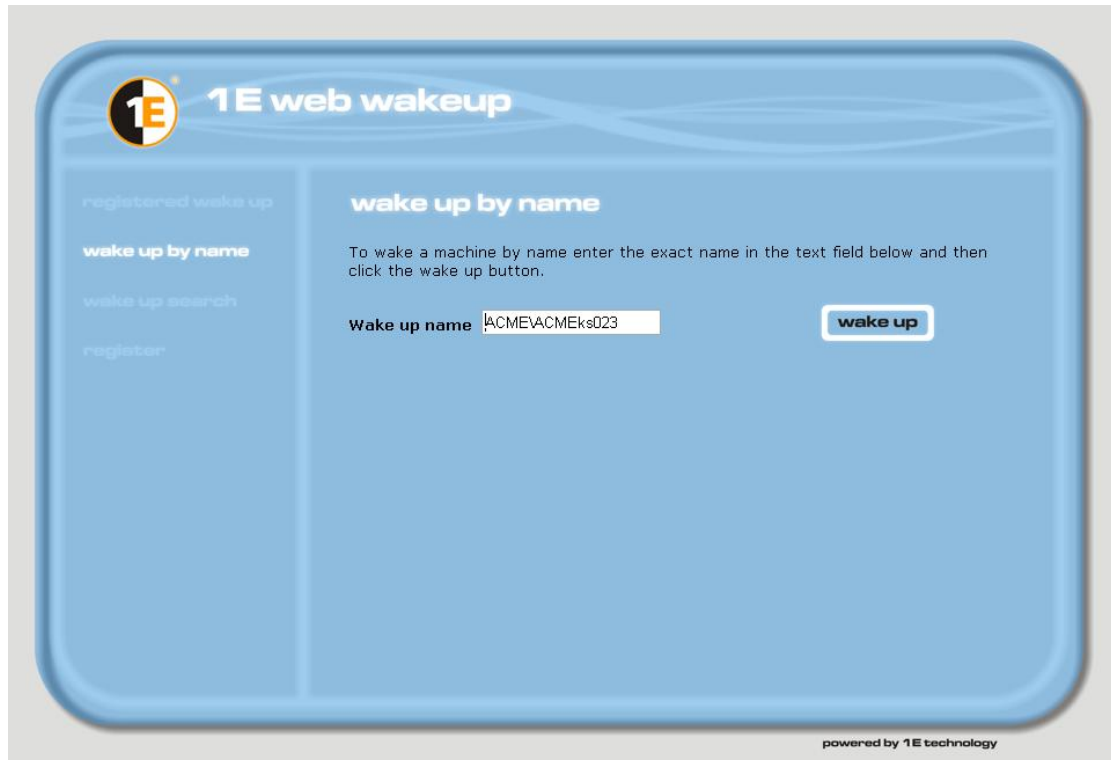 1E
1E web wakeup
registered wake up
wake up by name
wake up search
register
wake up by name
To wake a machine by name enter the exact name in the text field below and then
click the wake up button.
Wake up name ACME\ACMEks023 wake up
powered by 1E technology